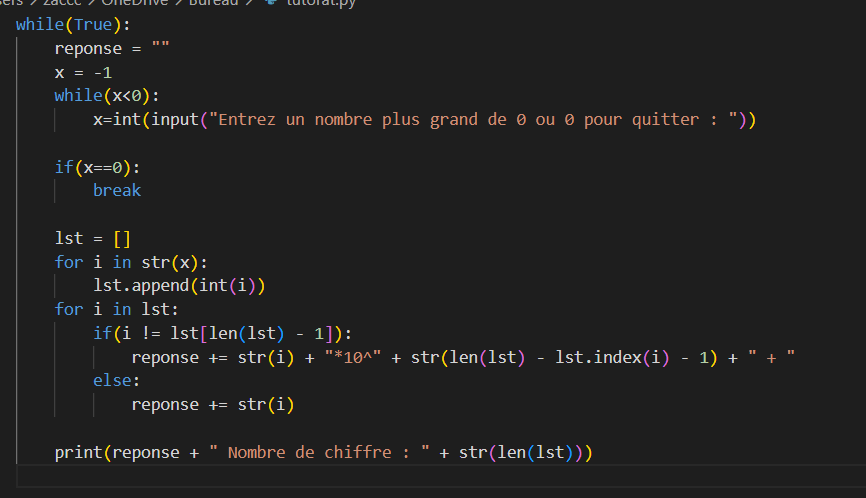 sers > zaccc > OneDrive > Bureau > tutorat.py
while(True):
    reponse = ""
    x = -1
    while(x<0):
        x=int(input("Entrez un nombre plus grand de 0 ou 0 pour quitter : "))
    if(x==0):
        break
    lst = []
    for i in str(x):
        lst.append(int(i))
    for i in lst:
        if(i != lst[len(lst) - 1]):
            reponse += str(i) + "*10^" + str(len(lst) - lst.index(i) - 1) + " + "
        else:
            reponse += str(i)
    print(reponse + " Nombre de chiffre : " + str(len(lst)))